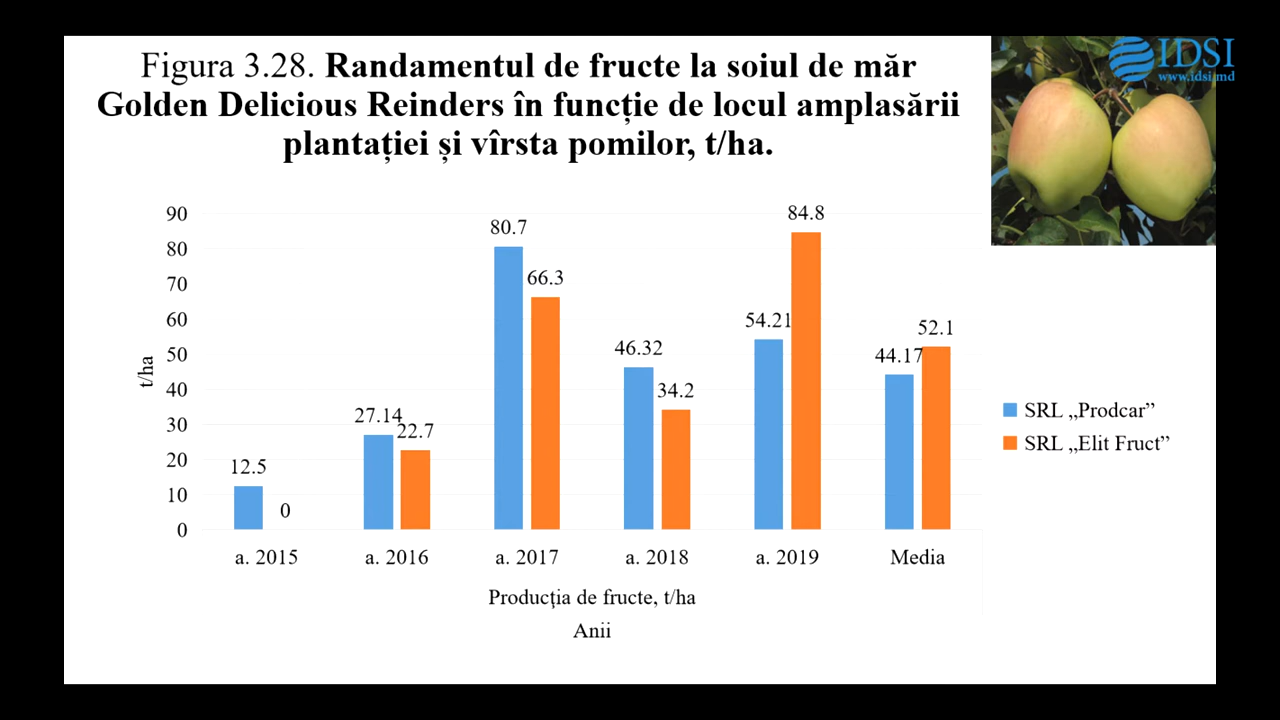 Figura 3.28. Randamentul de fructe la soiul de măr
Golden Delicious Reinders în funcție de locul amplasării
plantației și vîrsta pomilor, t/ha.
IDSI
www.idsi.md
90
80
70
60
50
40
30
20
10
0
t/ha
12.5
0
27.14
22.7
80.7
66.3
46.32
34.2
54.21
84.8
44.17
52.1
a. 2015
a. 2016
a. 2017
a. 2018
a. 2019
Media
Producția de fructe, t/ha
Anii
SRL „Prodcar”
SRL „Elit Fruct”